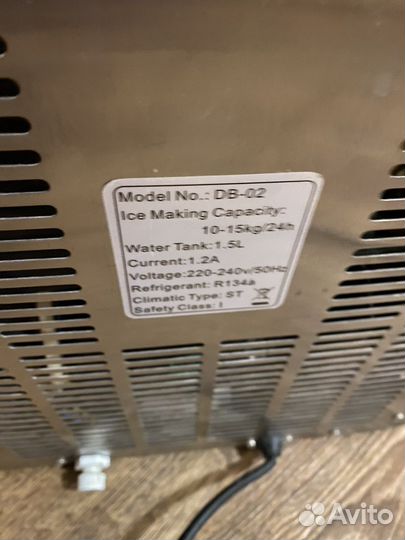 Model No.: DB-02
Ice Making Capacity:
10-15kg/24h
Water Tank:1.5L
Current:1.2A
Voltage:220-240v/50Hz
Refrigerant: R134a
Climatic Type: ST
Safety Class: I
Avito